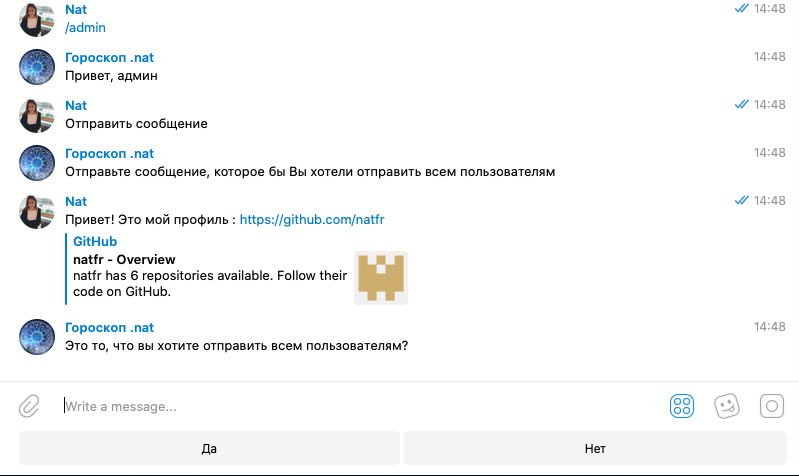 Nat 14:48
/admin
Гороскоп .nat 14:48
Привет, админ
Nat 14:48
Отправить сообщение
Гороскоп .nat 14:48
Отправьте сообщение, которое бы Вы хотели отправить всем пользователям
Nat 14:48
Привет! Это мой профиль : https://github.com/natfr
GitHub
natfr - Overview
natfr has 6 repositories available. Follow their
code on GitHub.
Гороскоп .nat 14:48
Это то, что вы хотите отправить всем пользователям?
Write a message...
Да Нет